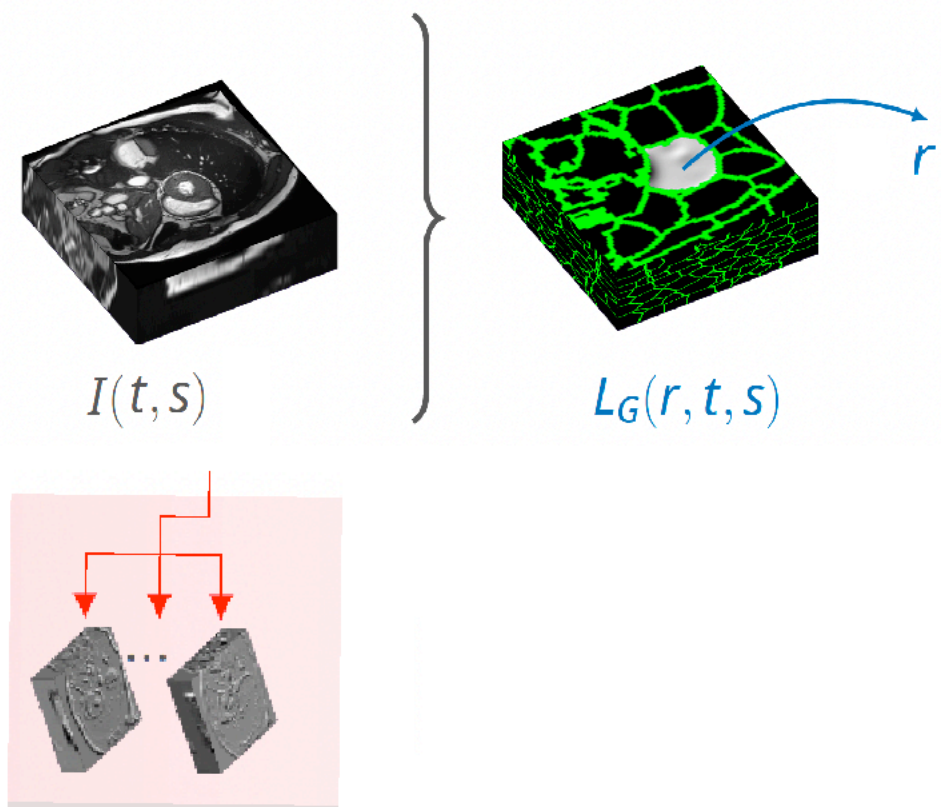 r
I(t, s)
L_G(r, t, s)
...